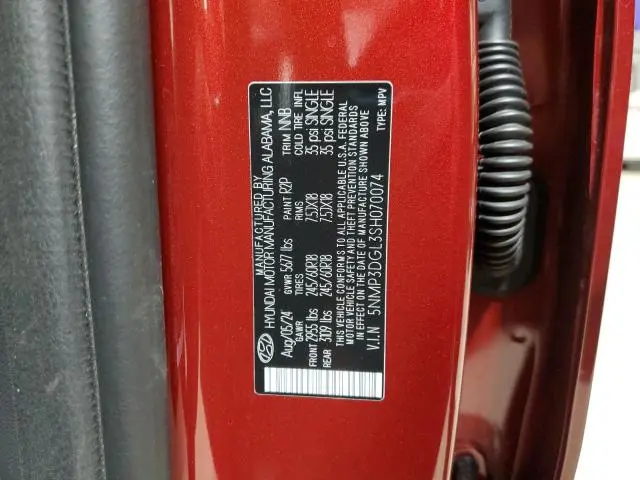 MANUFACTURED BY
HYUNDAI MOTOR MANUFACTURING ALABAMA, LLC
Aug/05/24 GVWR 5677 lbs PAINT R2P TRIM NNB
GAWR TIRES RIMS COLD TIRE INFL
FRONT 2955 lbs 245/60R18 7.5JX18 35 psi SINGLE
REAR 3109 lbs 245/60R18 7.5JX18 35 psi SINGLE
THIS VEHICLE CONFORMS TO ALL APPLICABLE U.S.A. FEDERAL
MOTOR VEHICLE SAFETY AND THEFT PREVENTION STANDARDS
IN EFFECT ON THE DATE OF MANUFACTURE SHOWN ABOVE
V.I.N 5NMP3DGL3SH070074 TYPE: MPV